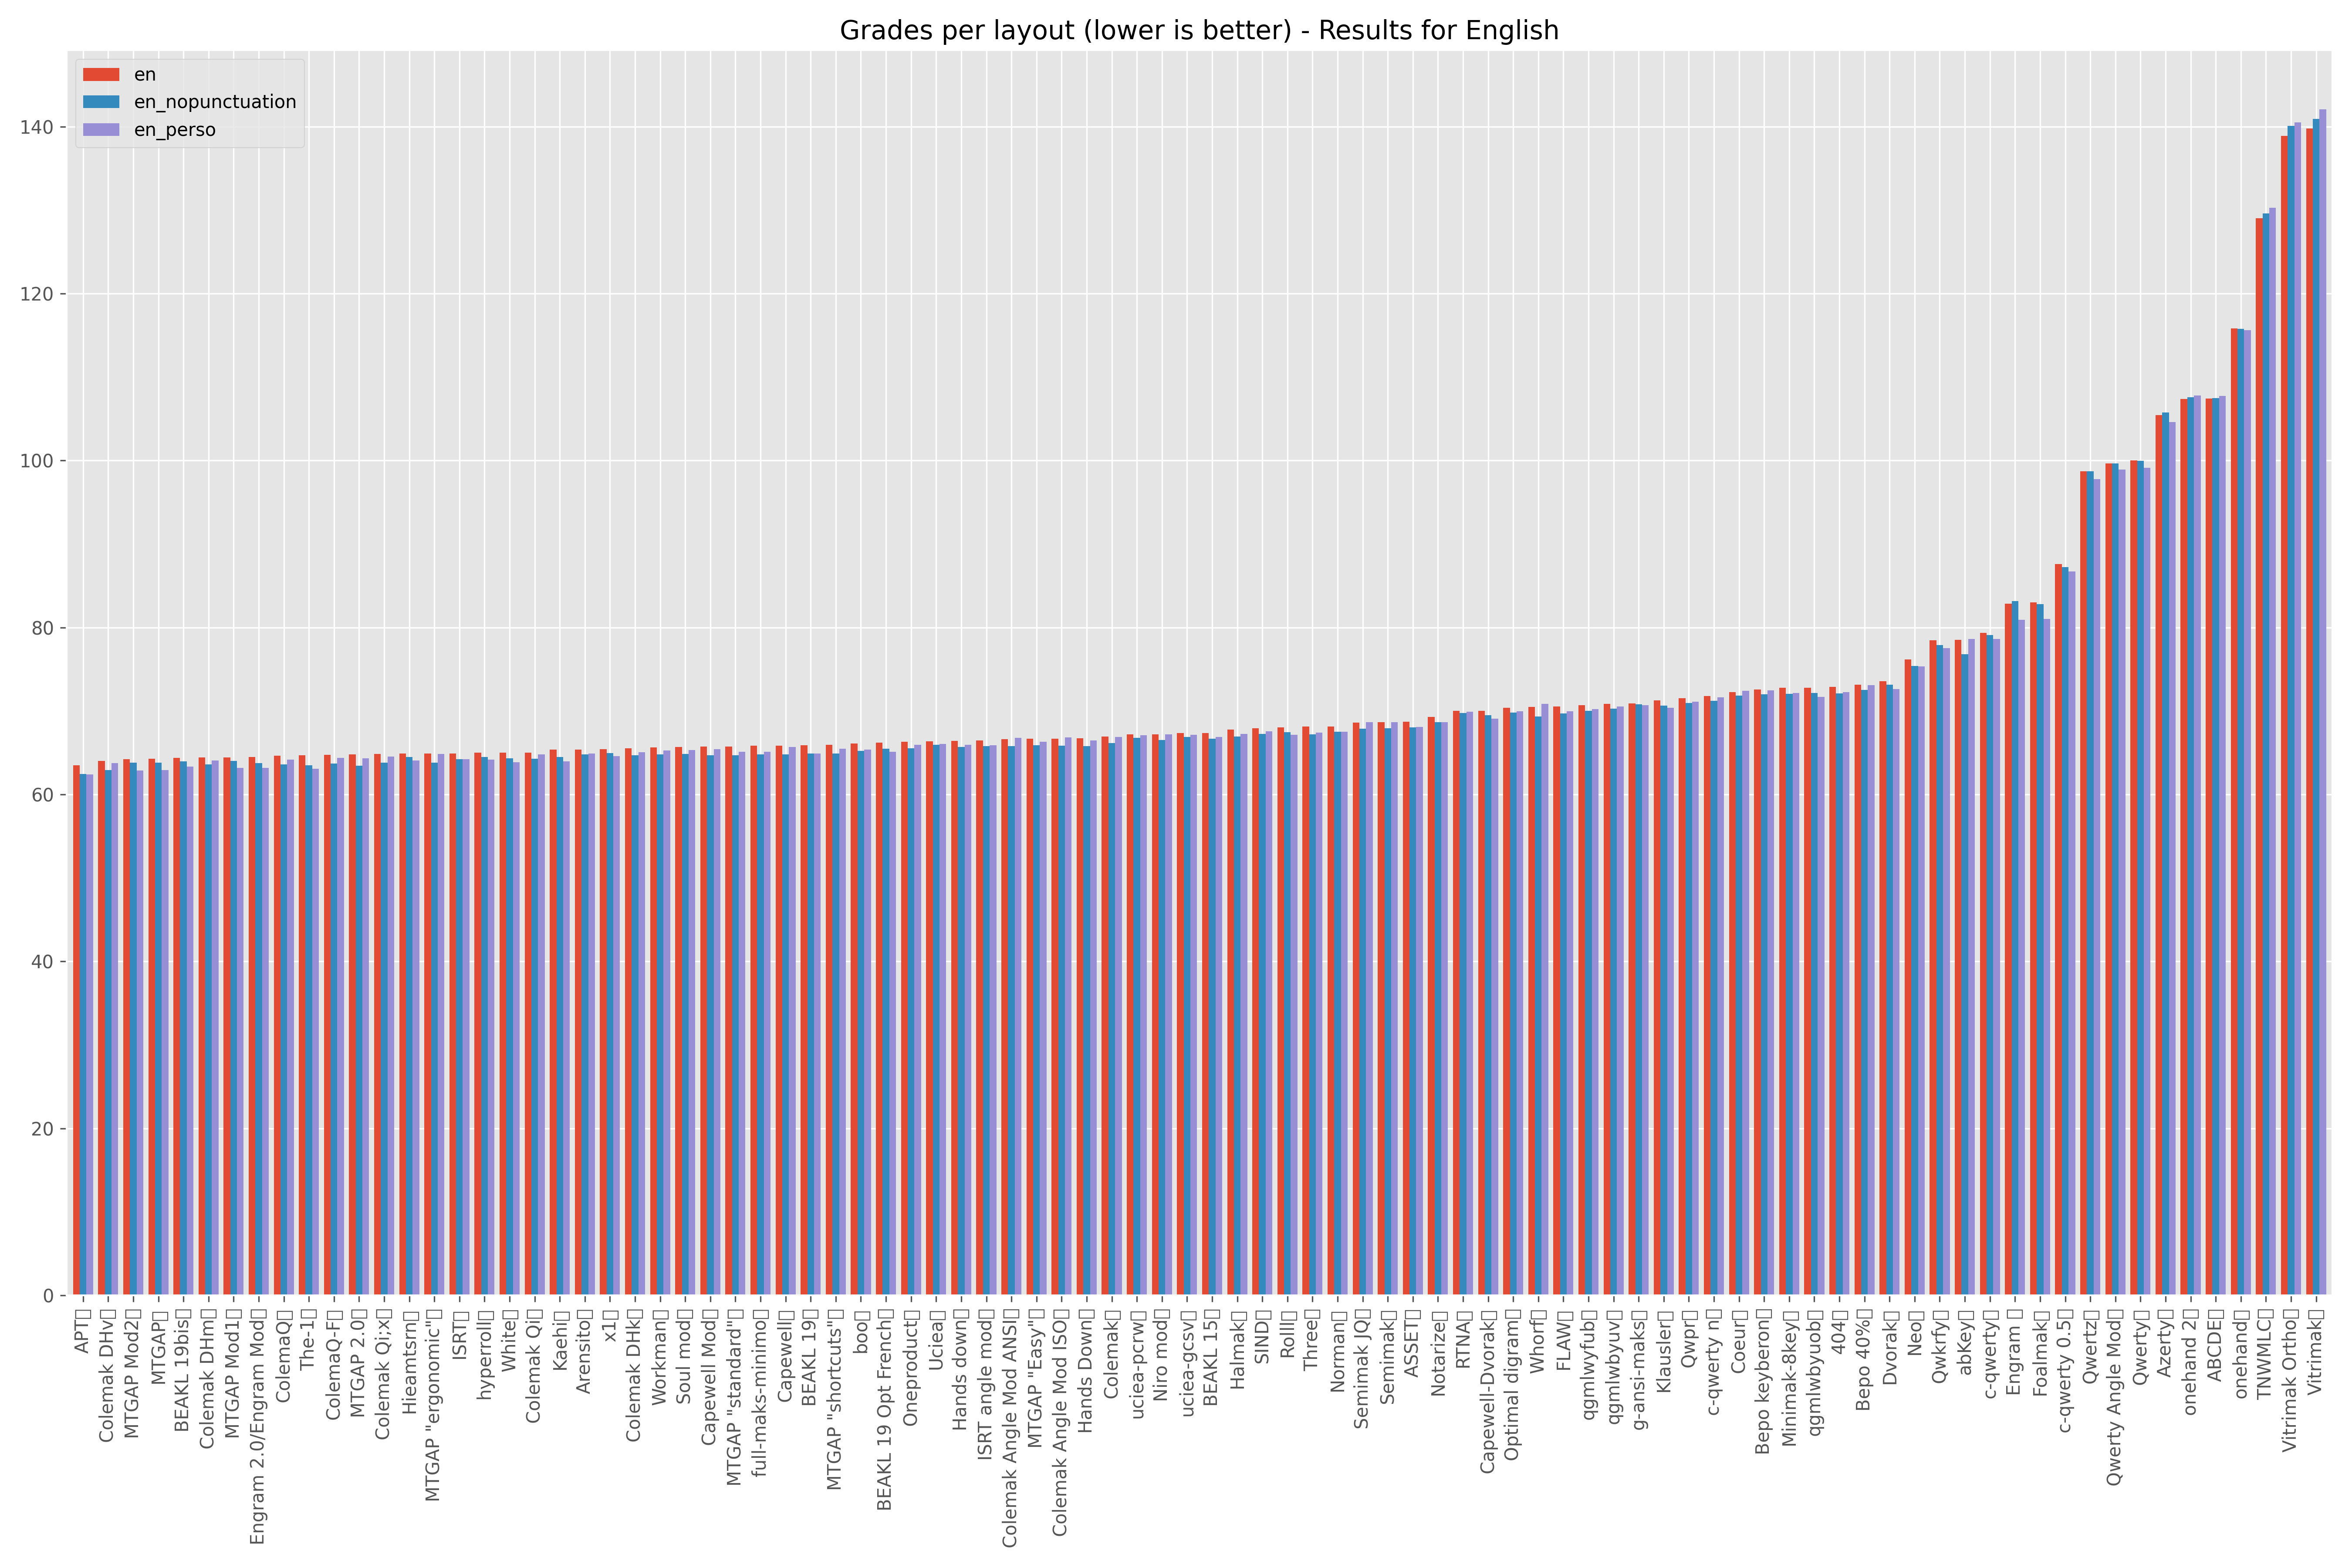 Grades per layout (lower is better) - Results for English
en
en_nopunctuation
en_perso
140
120
100
80
60
40
20
0
APT
Colemak DHv
MTGAP Mod2
MTGAP
BEAKL 19bis
Colemak DHm
MTGAP Mod1
Engram 2.0/Engram Mod
ColemaQ
The-1
ColemaQ-F
MTGAP 2.0
Colemak Qi;x
Hieamtsrn
MTGAP "ergonomic"
ISRT
hyperroll
White
Colemak Qi
Kaehi
Arensito
x1
Colemak DHk
Workman
Soul mod
Capewell Mod
MTGAP "standard"
full-maks-minimo
Capewell
BEAKL 19
MTGAP "shortcuts"
boo
BEAKL 19 Opt French
Oneproduct
Uciea
Hands down
ISRT angle mod
Colemak Angle Mod ANSI
MTGAP "Easy"
Colemak Angle Mod ISO
Hands Down
Colemak
uciea-pcrw
Niro mod
uciea-gcsv
BEAKL 15
Halmak
SIND
Rolll
Three
Norman
Semimak JQ
Semimak
ASSET
Notarize
RTNA
Capewell-Dvorak
Optimal digram
Whorf
FLAW
qgmlwyfub
qgmlwbyuv
g-ansi-maks
Klausler
Qwpr
c-qwerty n
Coeur
Bepo keyberon
Minimak-8key
qgmlwbyuob
404
Bepo 40%
Dvorak
Neo
Qwkrfy
abKey
c-qwerty
Engram
Foalmak
c-qwerty 0.5
Qwertz
Qwerty Angle Mod
Qwerty
Azerty
onehand 2
ABCDE
onehand
TNWMLC
Vitrimak Ortho
Vitrimak